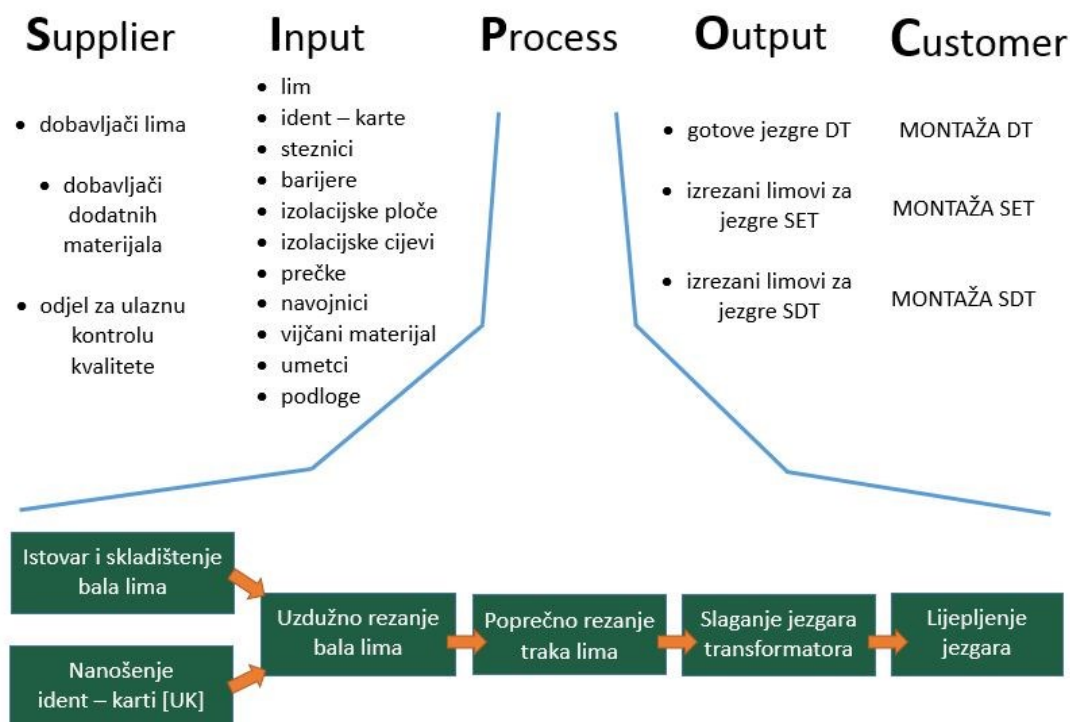 Supplier
Input
Process
Output
Customer
• dobavljači lima
• dobavljači
dodatnih
materijala
• odjel za ulaznu
kontrolu
kvalitete
• lim
• ident – karte
• steznici
• barijere
• izolacijske ploče
• izolacijske cijevi
• prečke
• navojnici
• vijčani materijal
• umetci
• podloge
• gotove jezgre DT
• izrezani limovi za
jezgre SET
• izrezani limovi za
jezgre SDT
MONTAŽA DT
MONTAŽA SET
MONTAŽA SDT
Istovar i skladištenje
bala lima
Nanošenje
ident – karti [UK]
Uzdužno rezanje
bala lima
Poprečno rezanje
traka lima
Slaganje jezgara
transformatora
Lijepljenje
jezgara